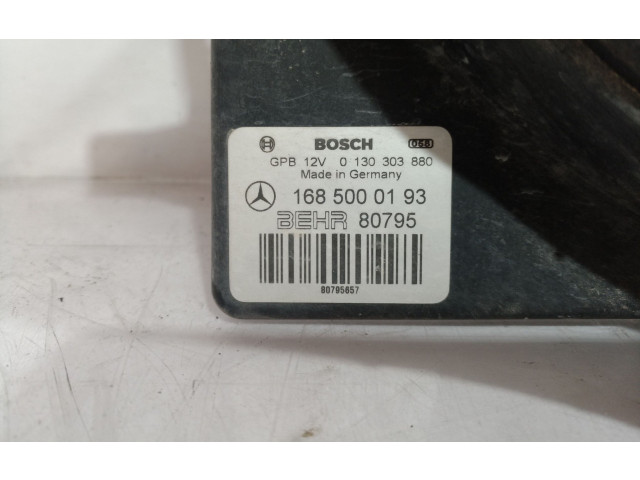 BOSCH
GPB 12V 0 130 303 880
Made in Germany
168 500 01 93
BEHR 80795
80795657